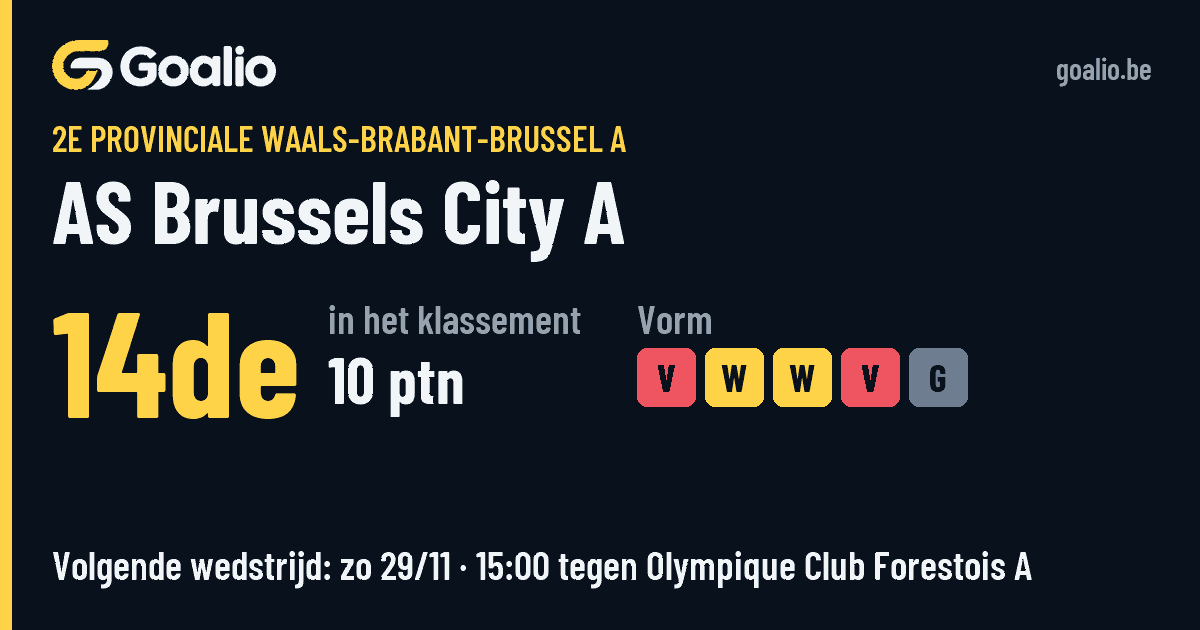 Goalio
goalio.be
2E PROVINCIALE WAALS-BRABANT-BRUSSEL A
AS Brussels City A
14de
in het klassement
10 ptn
Vorm
V W W V G
Volgende wedstrijd: zo 29/11 · 15:00 tegen Olympique Club Forestois A